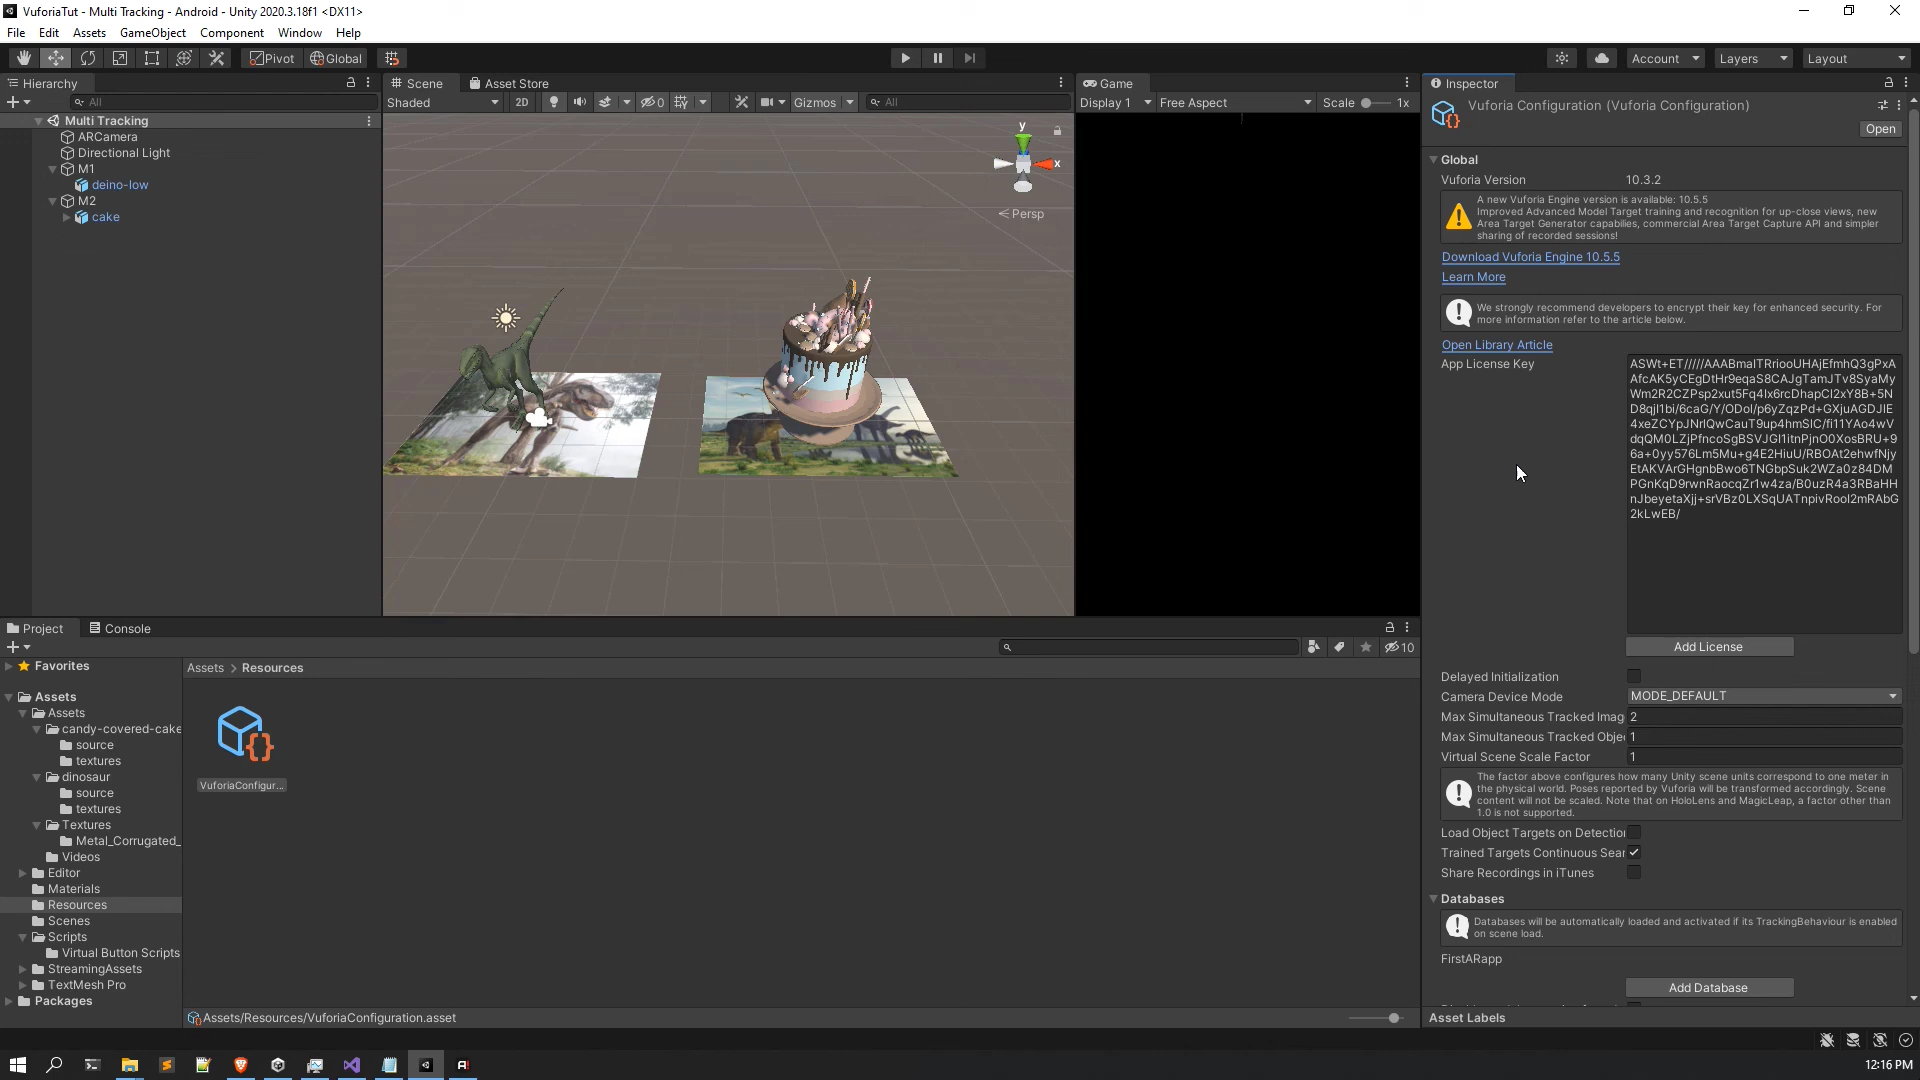 VuforiaTut - Multi Tracking - Android - Unity 2020.3.18f1 <DX11>
File Edit Assets GameObject Component Window Help
Pivot Global Account Layers Layout
Hierarchy
All
Multi Tracking
ARCamera
Directional Light
M1
deino-low
M2
cake
Scene Asset Store
Shaded 2D 0 Gizmos All
y
x
Persp
Game
Display 1 Free Aspect Scale 1x
Inspector
Vuforia Configuration (Vuforia Configuration)
Open
Global
Vuforia Version 10.3.2
A new Vuforia Engine version is available: 10.5.5
Improved Advanced Model Target training and recognition for up-close views, new
Area Target Generator capabilies, commercial Area Target Capture API and simpler
sharing of recorded sessions!
Download Vuforia Engine 10.5.5
Learn More
We strongly recommend developers to encrypt their key for enhanced security. For
more information refer to the article below.
Open Library Article
App License Key
Add License
Delayed Initialization
Camera Device Mode MODE_DEFAULT
Max Simultaneous Tracked Imag 2
Max Simultaneous Tracked Obje 1
Virtual Scene Scale Factor 1
The factor above configures how many Unity scene units correspond to one meter in
the physical world. Poses reported by Vuforia will be transformed accordingly. Scene
content will not be scaled. Note that on HoloLens and MagicLeap, a factor other than
1.0 is not supported.
Load Object Targets on Detectio
Trained Targets Continuous Sear
Share Recordings in iTunes
Databases
Databases will be automatically loaded and activated if its TrackingBehaviour is enabled
on scene load.
FirstARapp
Add Database
Asset Labels
Project Console
10
Favorites
Assets
Assets
candy-covered-cake
source
textures
dinosaur
source
textures
Textures
Metal_Corrugated_
Videos
Editor
Materials
Resources
Scenes
Scripts
Virtual Button Scripts
StreamingAssets
TextMesh Pro
Packages
Assets > Resources
VuforiaConfigur...
Assets/Resources/VuforiaConfiguration.asset
12:16 PM